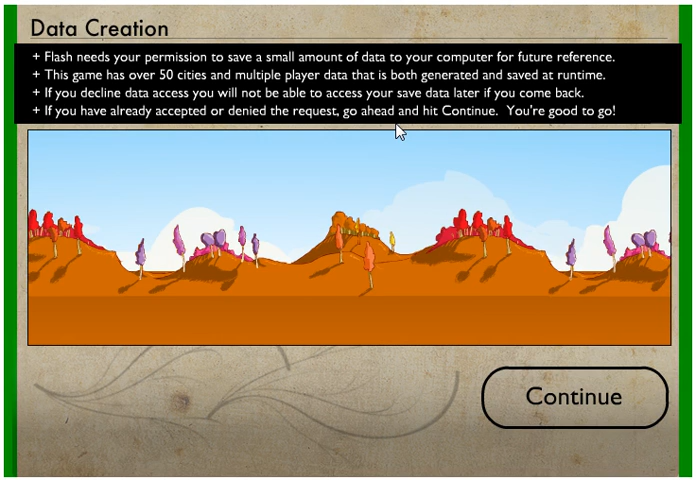 Data Creation
+ Flash needs your permission to save a small amount of data to your computer for future reference.
+ This game has over 50 cities and multiple player data that is both generated and saved at runtime.
+ If you decline data access you will not be able to access your save data later if you come back.
+ If you have already accepted or denied the request, go ahead and hit Continue.  You're good to go!
Continue